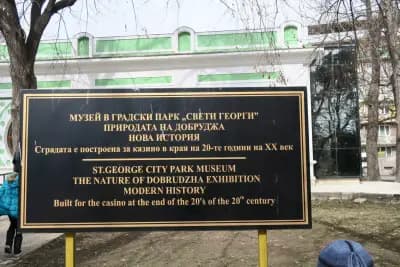 МУЗЕЙ В ГРАДСКИ ПАРК „СВЕТИ ГЕОРГИ"
ПРИРОДАТА НА ДОБРУДЖА
НОВА ИСТОРИЯ
Сградата е построена за казино в края на 20-те години на XX век
ST.GEORGE CITY PARK MUSEUM
THE NATURE OF DOBRUDZHA EXHIBITION
MODERN HISTORY
Built for the casino at the end of the 20's of the 20th century